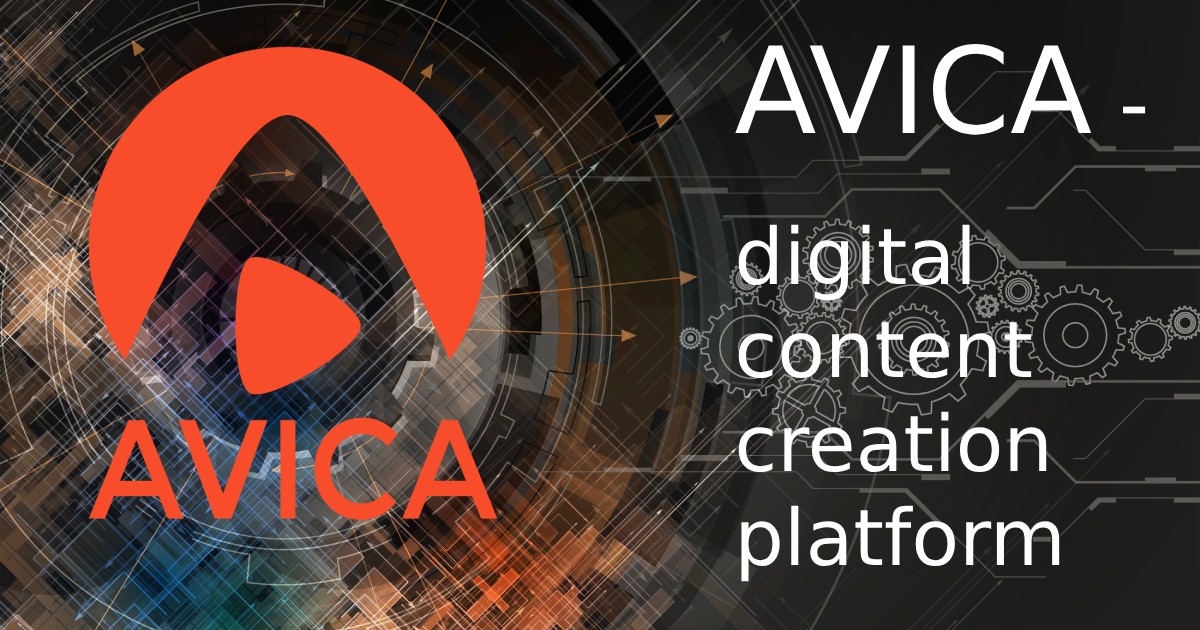 AVICA
AVICA -
digital
content
creation
platform